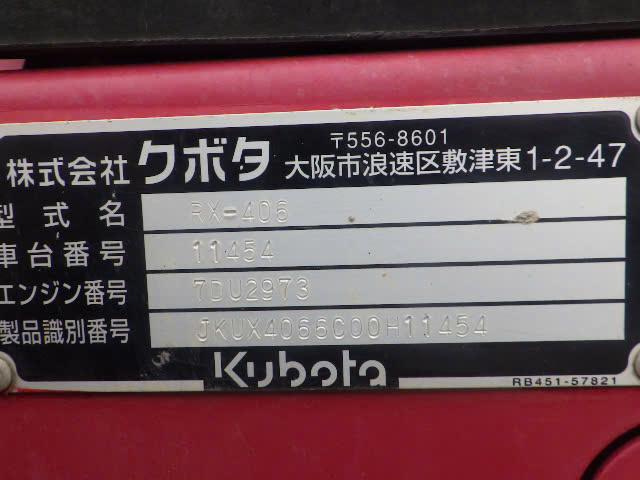 〒556-8601
株式会社 クボタ 大阪市浪速区敷津東1-2-47
型式名 RX-406
車台番号 11454
エンジン番号 7DU2973
製品識別番号 JKUX4066C00H11454
Kubota
RB451-57821